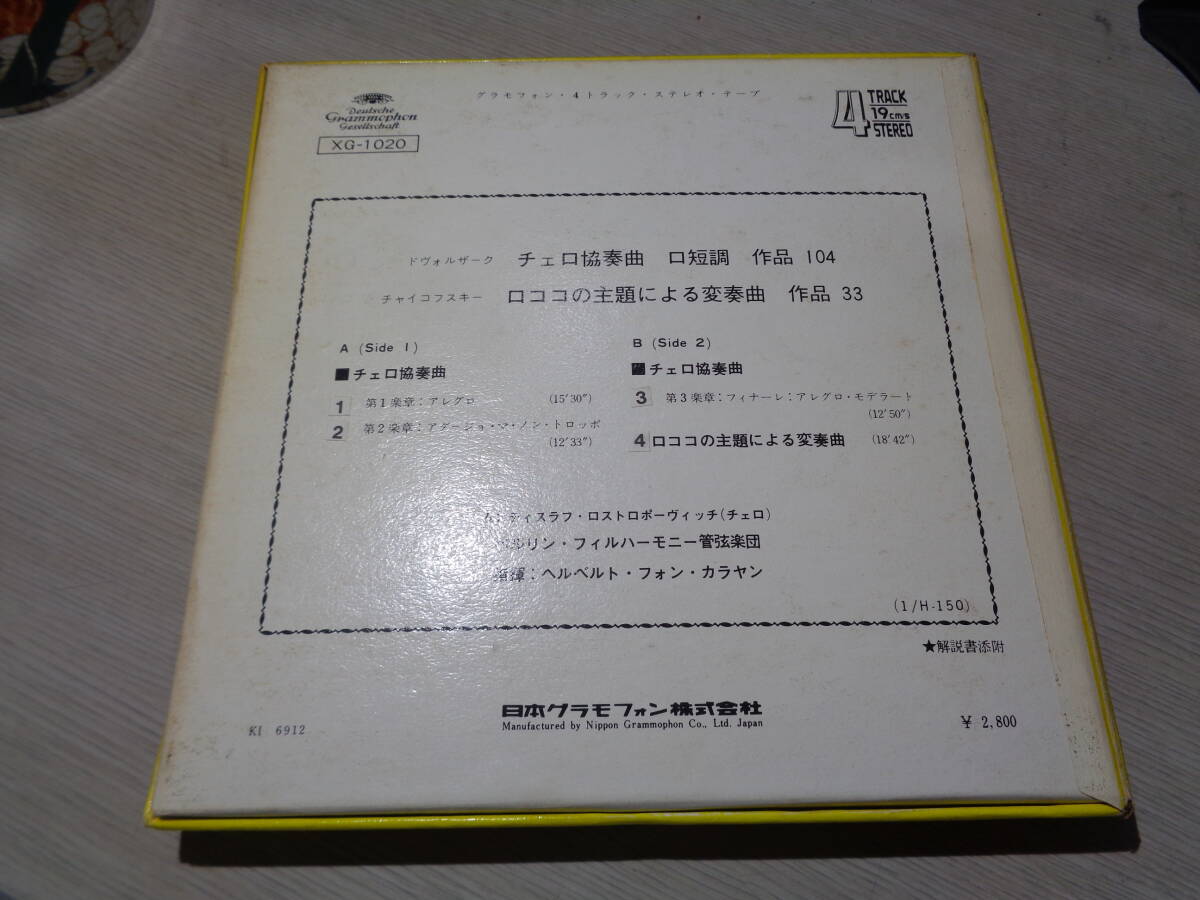 Deutsche
Grammophon
Gesellschaft
XG-1020
グラモフォン・4トラック・ステレオ・テープ
4 TRACK
19cm/s
STEREO
ドヴォルザーク チェロ協奏曲 ロ短調 作品 104
チャイコフスキー ロココの主題による変奏曲 作品 33
A (Side 1)
■チェロ協奏曲
1 第1楽章:アレグロ (15′30″)
2 第2楽章:アダージョ・マ・ノン・トロッポ
(12′33″)
B (Side 2)
■チェロ協奏曲
3 第3楽章:フィナーレ:アレグロ・モデラート
(12′50″)
4 ロココの主題による変奏曲 (18′42″)
ティスラフ・ロストロポーヴィッチ(チェロ)
ベルリン・フィルハーモニー管弦楽団
指揮:ヘルベルト・フォン・カラヤン
(1/H-150)
★解説書添附
日本グラモフォン株式会社
Manufactured by Nippon Grammophon Co., Ltd. Japan
KI 6912
¥ 2,800